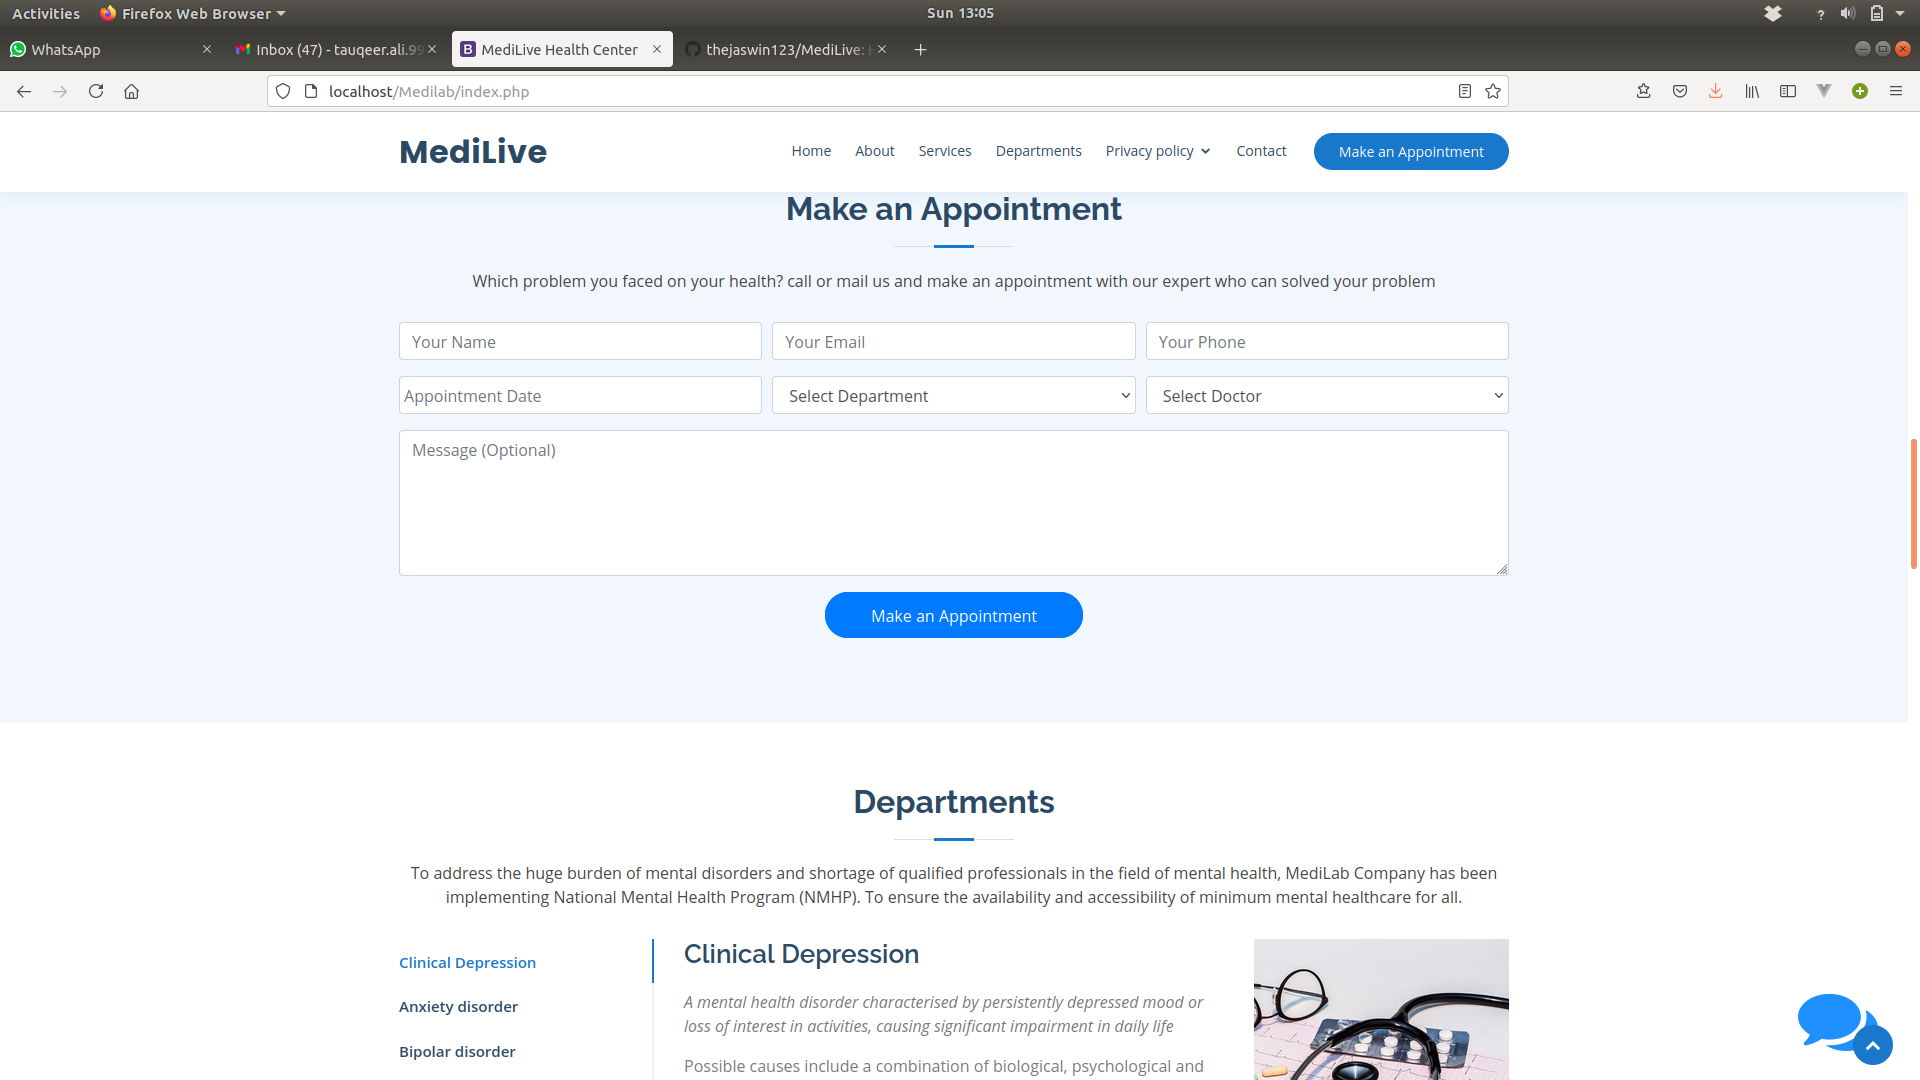 Activities Firefox Web Browser Sun 13:05 ?
WhatsApp Inbox (47) - tauqeer.ali.99 B MediLive Health Center thejaswin123/MediLive:
localhost/Medilab/index.php
MediLive Home About Services Departments Privacy policy Contact Make an Appointment
Make an Appointment
Which problem you faced on your health? call or mail us and make an appointment with our expert who can solved your problem
Your Name Your Email Your Phone
Appointment Date Select Department Select Doctor
Message (Optional)
Make an Appointment
Departments
To address the huge burden of mental disorders and shortage of qualified professionals in the field of mental health, MediLab Company has been
implementing National Mental Health Program (NMHP). To ensure the availability and accessibility of minimum mental healthcare for all.
Clinical Depression
Anxiety disorder
Bipolar disorder
Clinical Depression
A mental health disorder characterised by persistently depressed mood or
loss of interest in activities, causing significant impairment in daily life
Possible causes include a combination of biological, psychological and